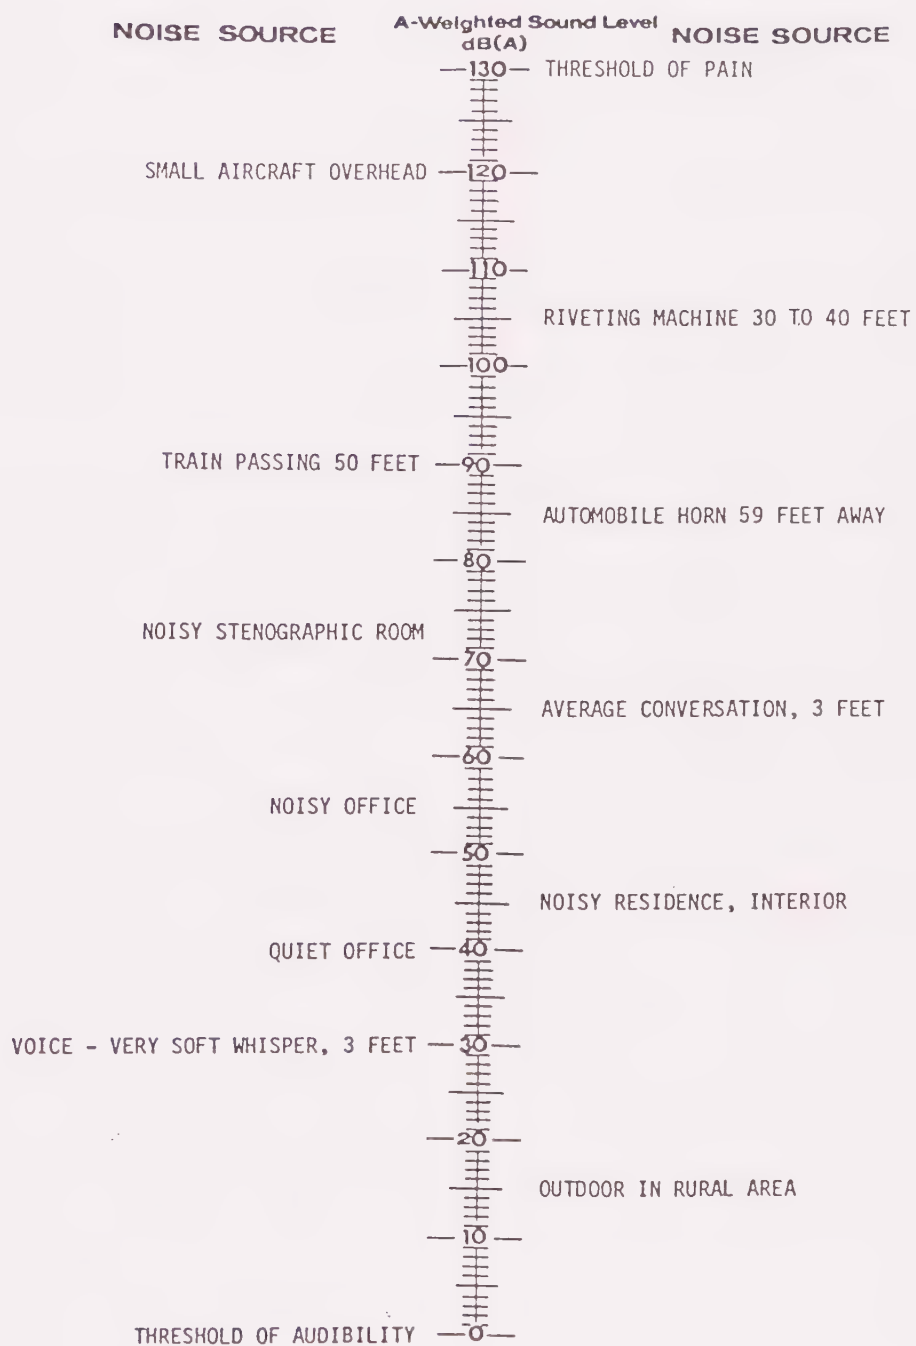 NOISE SOURCE A-Weighted Sound Level NOISE SOURCE
dB(A)
130 THRESHOLD OF PAIN
SMALL AIRCRAFT OVERHEAD 120
110
RIVETING MACHINE 30 TO 40 FEET
100
TRAIN PASSING 50 FEET 90
AUTOMOBILE HORN 59 FEET AWAY
80
NOISY STENOGRAPHIC ROOM
70
AVERAGE CONVERSATION, 3 FEET
60
NOISY OFFICE
50
NOISY RESIDENCE, INTERIOR
QUIET OFFICE 40
VOICE - VERY SOFT WHISPER, 3 FEET 30
20
OUTDOOR IN RURAL AREA
10
THRESHOLD OF AUDIBILITY 0